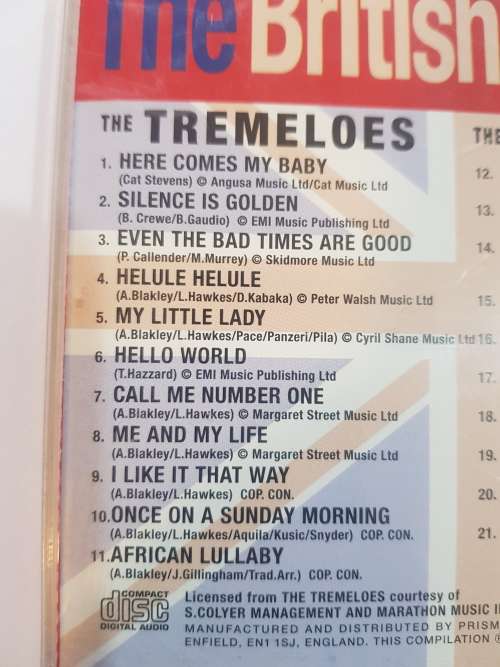 The British
THE TREMELOES
THE
1. HERE COMES MY BABY
(Cat Stevens) © Angusa Music Ltd/Cat Music Ltd
12.
2. SILENCE IS GOLDEN
(B. Crewe/B.Gaudio) © EMI Music Publishing Ltd
13.
3. EVEN THE BAD TIMES ARE GOOD
(P. Callender/M.Murrey) © Skidmore Music Ltd
14.
4. HELULE HELULE
(A.Blakley/L.Hawkes/D.Kabaka) © Peter Walsh Music Ltd
15.
5. MY LITTLE LADY
(A.Blakley/L.Hawkes/Pace/Panzeri/Pila) © Cyril Shane Music Ltd
16.
6. HELLO WORLD
(T.Hazzard) © EMI Music Publishing Ltd
17.
7. CALL ME NUMBER ONE
(A.Blakley/L.Hawkes) © Margaret Street Music Ltd
18.
8. ME AND MY LIFE
(A.Blakley/L.Hawkes) © Margaret Street Music Ltd
19.
9. I LIKE IT THAT WAY
(A.Blakley/L.Hawkes) COP. CON.
20.
10.ONCE ON A SUNDAY MORNING
(A.Blakley/L.Hawkes/Aquila/Kusic/Snyder) COP. CON.
21.
11.AFRICAN LULLABY
(A.Blakley/J.Gillingham/Trad.Arr.) COP. CON.
COMPACT
disc
DIGITAL AUDIO
Licensed from THE TREMELOES courtesy of
S.COLYER MANAGEMENT AND MARATHON MUSIC
MANUFACTURED AND DISTRIBUTED BY PRISM
ENFIELD, EN1 1SJ, ENGLAND. THIS COMPILATION